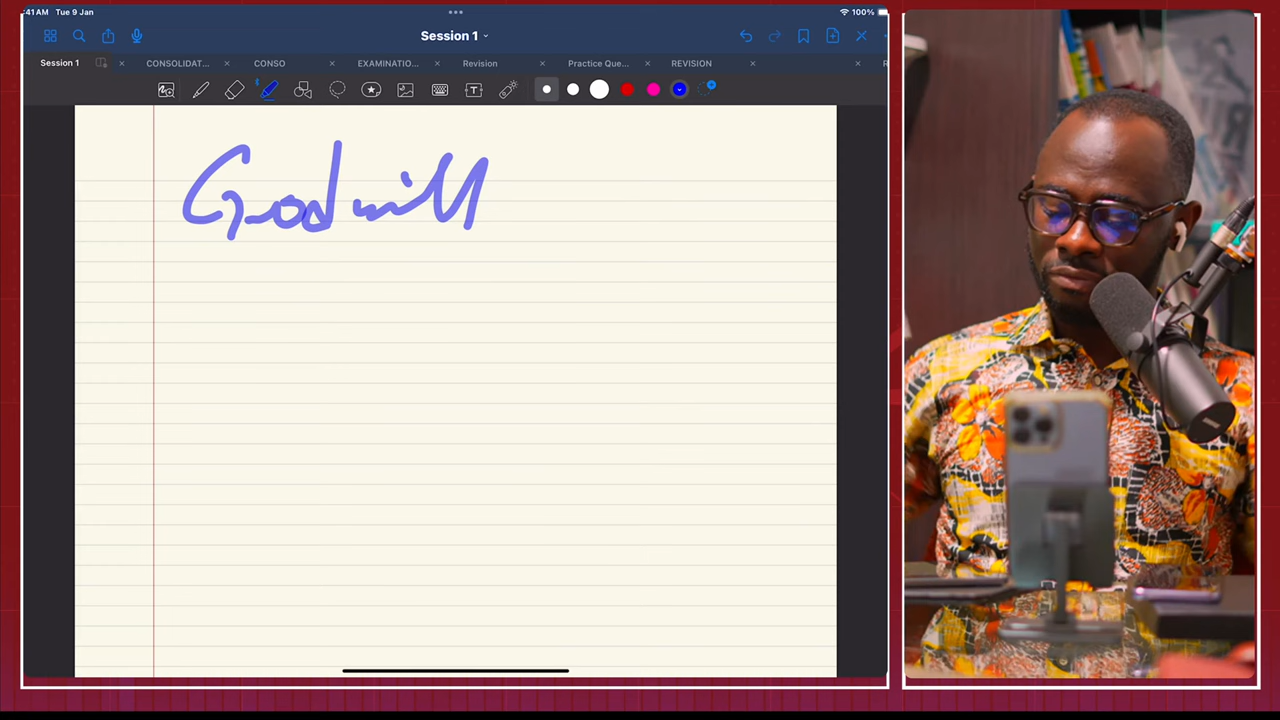 :41 AM Tue 9 Jan
100%
Session 1
Session 1 CONSOLIDAT... CONSO EXAMINATIO... Revision Practice Que... REVISION
Goodwill